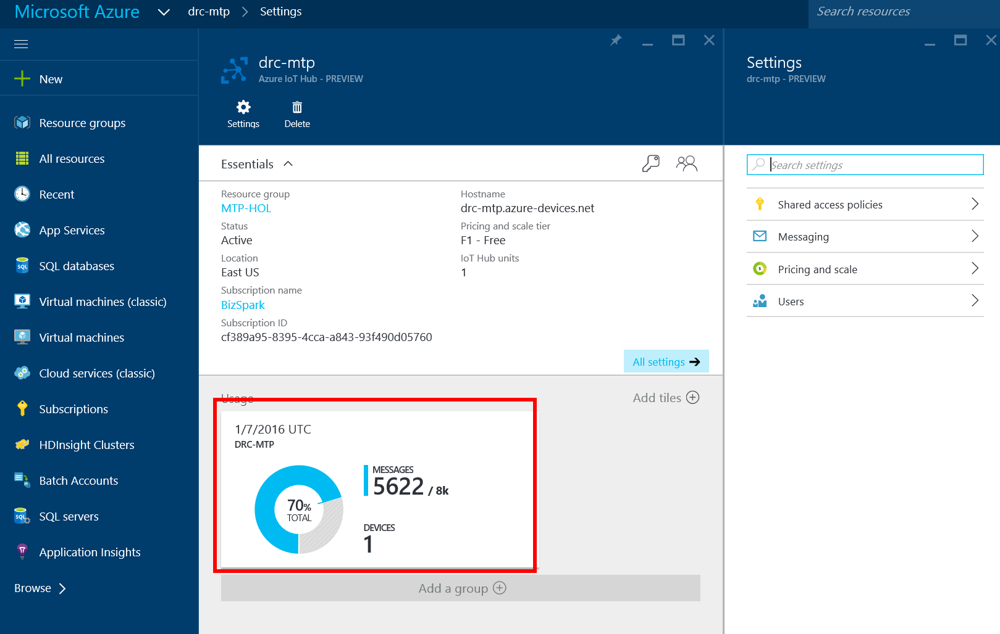 Microsoft Azure drc-mtp Settings Search resources
New
Resource groups
All resources
Recent
App Services
SQL databases
Virtual machines (classic)
Virtual machines
Cloud services (classic)
Subscriptions
HDInsight Clusters
Batch Accounts
SQL servers
Application Insights
Browse
drc-mtp
Azure IoT Hub - PREVIEW
Settings Delete
Essentials
Resource group
MTP-HOL
Status
Active
Location
East US
Subscription name
BizSpark
Subscription ID
cf389a95-8395-4cca-a843-93f490d05760
Hostname
drc-mtp.azure-devices.net
Pricing and scale tier
F1 - Free
IoT Hub units
1
All settings
Usage
Add tiles
1/7/2016 UTC
DRC-MTP
70%
TOTAL
MESSAGES
5622 / 8k
DEVICES
1
Add a group
Settings
drc-mtp - PREVIEW
Search settings
Shared access policies
Messaging
Pricing and scale
Users